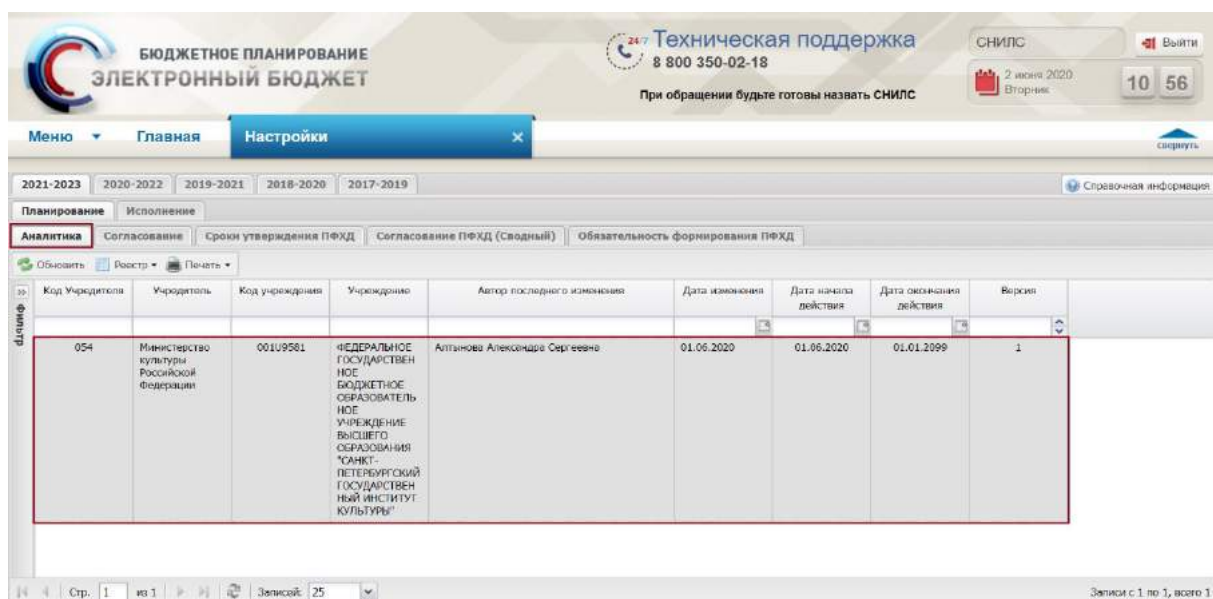 БЮДЖЕТНОЕ ПЛАНИРОВАНИЕ
ЭЛЕКТРОННЫЙ БЮДЖЕТ
24/7 Техническая поддержка
8 800 350-02-18
При обращении будьте готовы назвать СНИЛС
СНИЛС
Выйти
2 июня 2020
Вторник
10 56
Меню Главная Настройки
свернуть
2021-2023 2020-2022 2019-2021 2018-2020 2017-2019
Справочная информация
Планирование Исполнение
Аналитика Согласование Сроки утверждения ПФХД Согласование ПФХД (Сводный) Обязательность формирования ПФХД
Обновить Реестр Печать
Фильтр
Код Учредителя Учредитель Код учреждения Учреждение Автор последнего изменения Дата изменения Дата начала действия Дата окончания действия Версия
054 Министерство культуры Российской Федерации 001U9581
ФЕДЕРАЛЬНОЕ
ГОСУДАРСТВЕН
НОЕ
БЮДЖЕТНОЕ
ОБРАЗОВАТЕЛЬ
НОЕ
УЧРЕЖДЕНИЕ
ВЫСШЕГО
ОБРАЗОВАНИЯ
"САНКТ-
ПЕТЕРБУРГСКИЙ
ГОСУДАРСТВЕН
НЫЙ ИНСТИТУТ
КУЛЬТУРЫ"
Алтынова Александра Сергеевна 01.06.2020 01.06.2020 01.01.2099 1
Стр. 1 из 1 Записей: 25
Записи с 1 по 1, всего 1